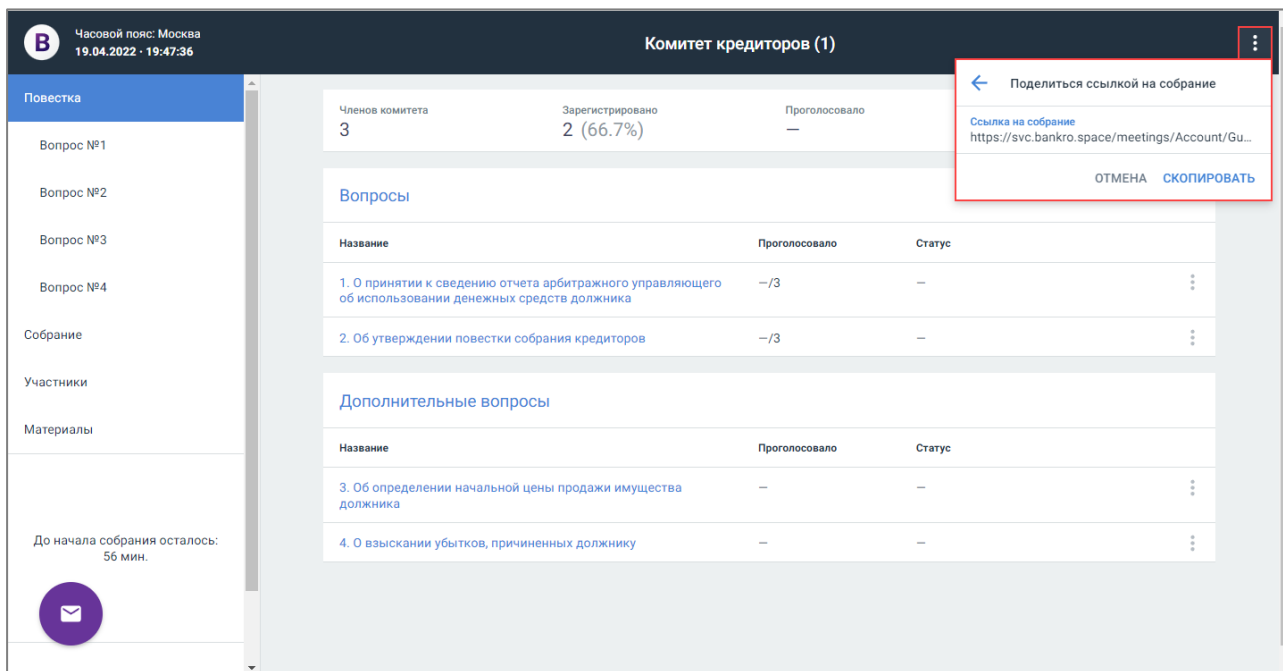 B
Часовой пояс: Москва
19.04.2022 · 19:47:36
Комитет кредиторов (1)
Поделиться ссылкой на собрание
Ссылка на собрание
https://svc.bankro.space/meetings/Account/Gu...
ОТМЕНА СКОПИРОВАТЬ
Повестка
Вопрос №1
Вопрос №2
Вопрос №3
Вопрос №4
Собрание
Участники
Материалы
До начала собрания осталось:
56 мин.
Членов комитета Зарегистрировано Проголосовало
3 2 (66.7%) —
Вопросы
Название Проголосовало Статус
1. О принятии к сведению отчета арбитражного управляющего —/3 —
об использовании денежных средств должника
2. Об утверждении повестки собрания кредиторов —/3 —
Дополнительные вопросы
Название Проголосовало Статус
3. Об определении начальной цены продажи имущества — —
должника
4. О взыскании убытков, причиненных должнику — —